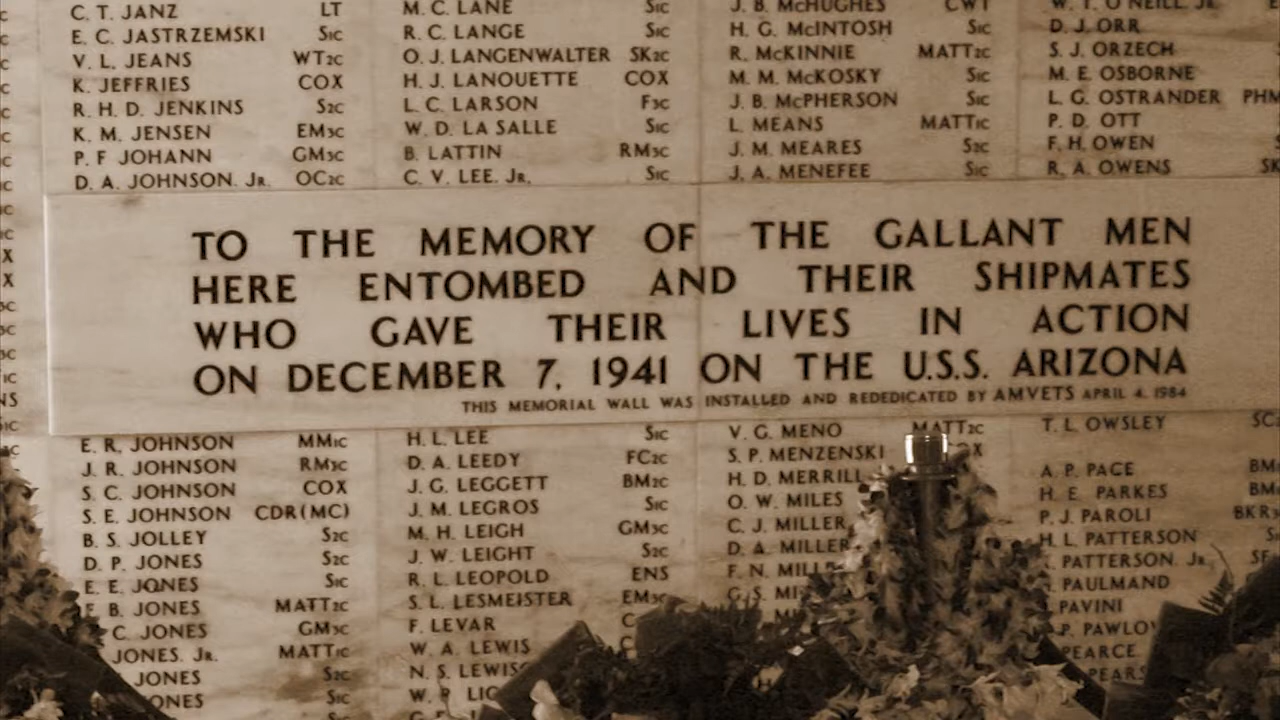 C. T. JANZ LT
E. C. JASTRZEMSKI S1C
V. L. JEANS WT2C
K. JEFFRIES COX
R. H. D. JENKINS S2C
K. M. JENSEN EM3C
P. F JOHANN GM3C
D. A. JOHNSON. JR. OC2C
M. C. LANE S1C
R. C. LANGE S1C
O. J. LANGENWALTER SK2C
H. J. LANOUETTE COX
L. C. LARSON F3C
W. D. LA SALLE S1C
B. LATTIN RM3C
C. V. LEE. JR. S1C
J. B. McHUGHES CWT
H. G. McINTOSH S1C
R. McKINNIE MATT2C
M. M. McKOSKY S1C
J. B. McPHERSON S1C
L. MEANS MATT1C
J. M. MEARES S2C
J. A. MENEFEE S1C
W. T. O'NEILL. JR.
D. J. ORR
S. J. ORZECH
M. E. OSBORNE
L. G. OSTRANDER PHM
P. D. OTT
F. H. OWEN
R. A. OWENS SK
TO THE MEMORY OF THE GALLANT MEN
HERE ENTOMBED AND THEIR SHIPMATES
WHO GAVE THEIR LIVES IN ACTION
ON DECEMBER 7, 1941 ON THE U.S.S. ARIZONA
THIS MEMORIAL WALL WAS INSTALLED AND REDEDICATED BY AMVETS APRIL 4. 1984
E. R. JOHNSON MM1C
J. R. JOHNSON RM3C
S. C. JOHNSON COX
S. E. JOHNSON CDR(MC)
B. S. JOLLEY S2C
D. P. JONES S2C
E. E. JONES S1C
B. JONES MATT2C
C. JONES GM3C
JONES. JR. MATT1C
JONES S2C
ONES S1C
H. L. LEE S1C
D. A. LEEDY FC2C
J. G. LEGGETT BM2C
J. M. LEGROS S1C
M. H. LEIGH GM3C
J. W. LEIGHT S2C
R. L. LEOPOLD ENS
S. L. LESMEISTER EM3C
F. LEVAR
W. A. LEWIS
N. S. LEWIS
V. G. MENO MATT2C
S. P. MENZENSKI
H. D. MERRILL
O. W. MILES
C. J. MILLER
D. A. MILLER
F. N.
T. L. OWSLEY
A. P. PACE BM
H. E. PARKES BM
P. J. PAROLI BKR
H. L. PATTERSON
PATTERSON. JR.
PAULMAND
PAVINI
PEARCE